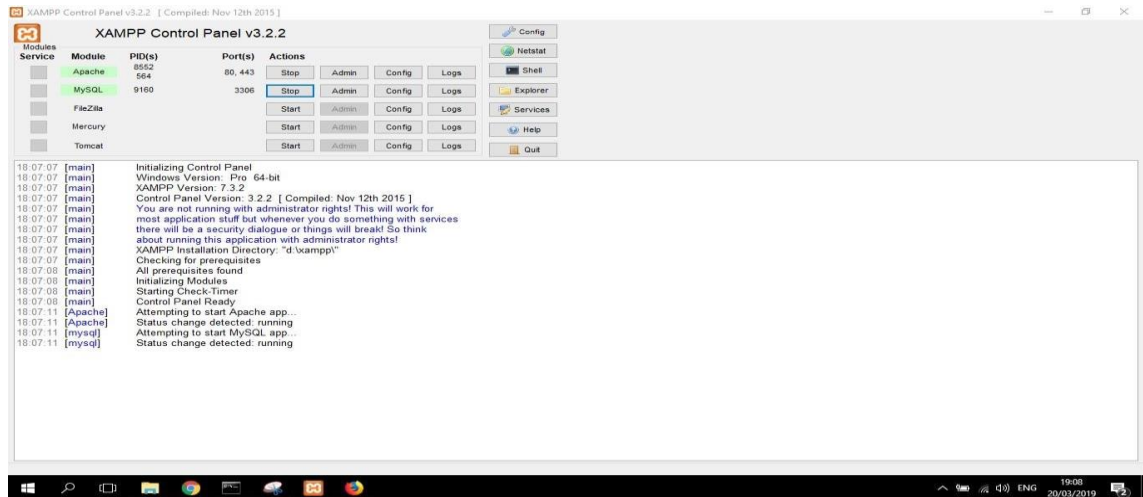 XAMPP Control Panel v3.2.2 [ Compiled: Nov 12th 2015 ]
XAMPP Control Panel v3.2.2
Config
Modules
Service Module PID(s) Port(s) Actions
Netstat
Apache 8552 564 80, 443 Stop Admin Config Logs
Shell
MySQL 9160 3306 Stop Admin Config Logs
Explorer
FileZilla Start Admin Config Logs
Services
Mercury Start Admin Config Logs
Help
Tomcat Start Admin Config Logs
Quit
18:07:07 [main] Initializing Control Panel
18:07:07 [main] Windows Version: Pro 64-bit
18:07:07 [main] XAMPP Version: 7.3.2
18:07:07 [main] Control Panel Version: 3.2.2 [ Compiled: Nov 12th 2015 ]
18:07:07 [main] You are not running with administrator rights! This will work for
18:07:07 [main] most application stuff but whenever you do something with services
18:07:07 [main] there will be a security dialogue or things will break! So think
18:07:07 [main] about running this application with administrator rights!
18:07:07 [main] XAMPP Installation Directory: "d:\xampp\"
18:07:07 [main] Checking for prerequisites
18:07:08 [main] All prerequisites found
18:07:08 [main] Initializing Modules
18:07:08 [main] Starting Check-Timer
18:07:08 [main] Control Panel Ready
18:07:11 [Apache] Attempting to start Apache app...
18:07:11 [Apache] Status change detected: running
18:07:11 [mysql] Attempting to start MySQL app...
18:07:11 [mysql] Status change detected: running
ENG
19:08
20/03/2019
2